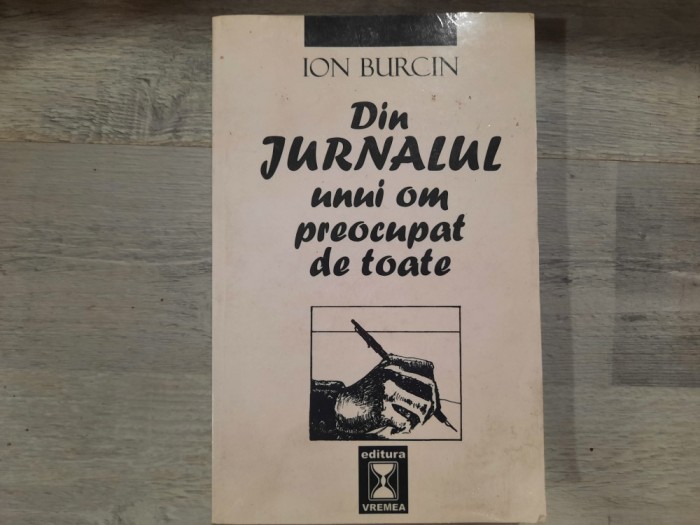 ION BURCIN
Din
JURNALUL
unui om
preocupat
de toate
editura
VREMEA